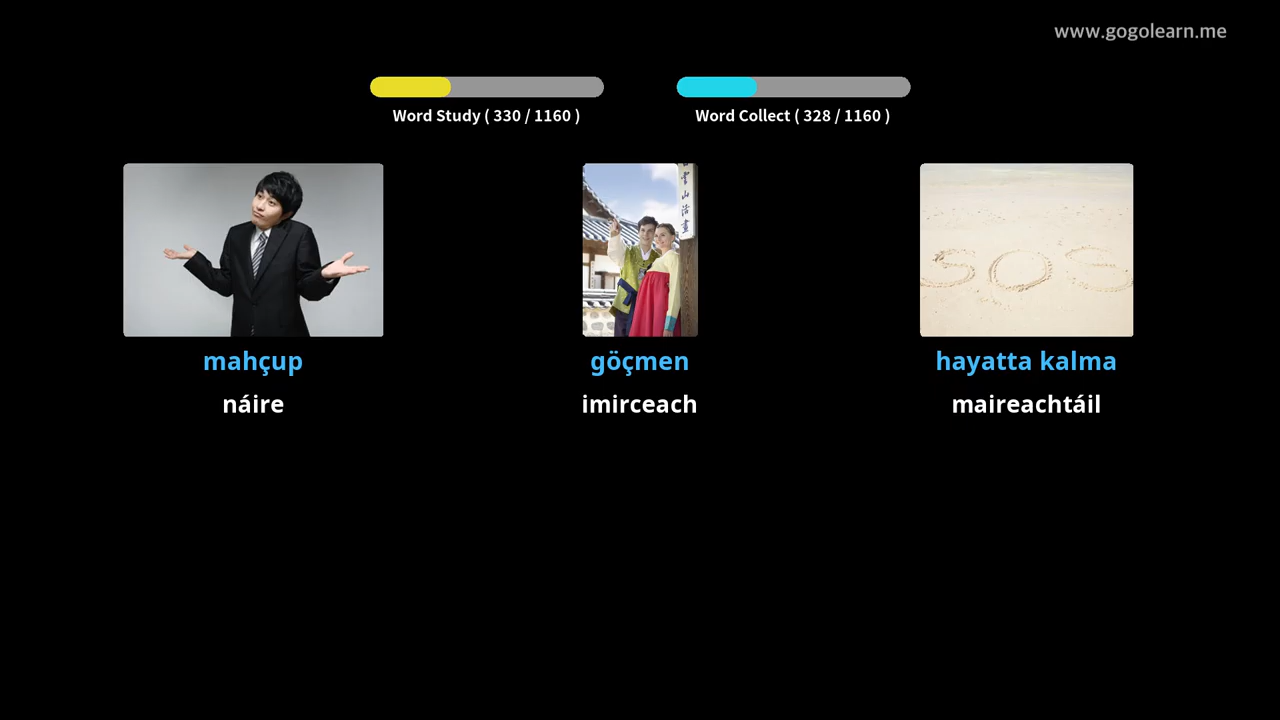 www.gogolearn.me
Word Study ( 330 / 1160 )
Word Collect ( 328 / 1160 )
mahçup
göçmen
hayatta kalma
náire
imirceach
maireachtáil
SOS